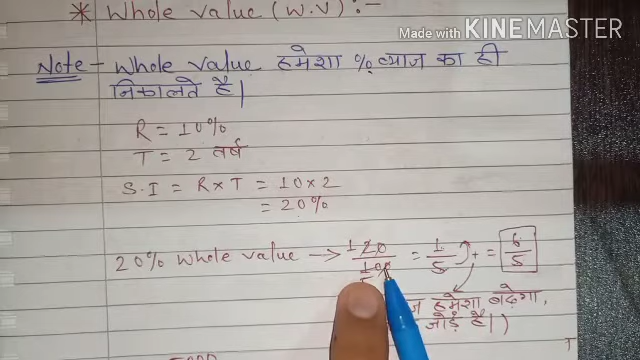 * Whole value (W.V) :-
Made with KINEMASTER
Note - Whole value हमेशा % ब्याज का ही
निकालते है।
R = 10%
T = 2 वर्ष
S.I = R x T = 10 x 2
= 20%
20% whole value → 20/100 = 1/5 + = 6/5
हमेशा बढ़ेगा,
जोड़ है।)